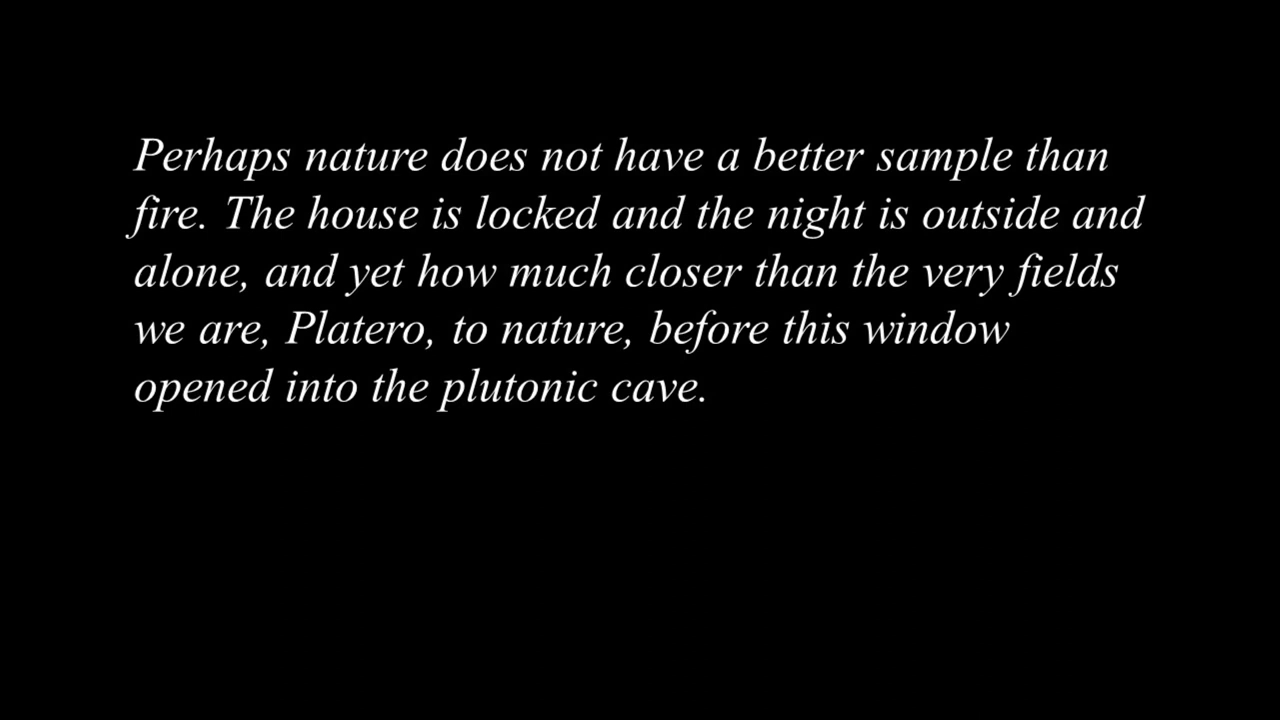 Perhaps nature does not have a better sample than
fire. The house is locked and the night is outside and
alone, and yet how much closer than the very fields
we are, Platero, to nature, before this window
opened into the plutonic cave.